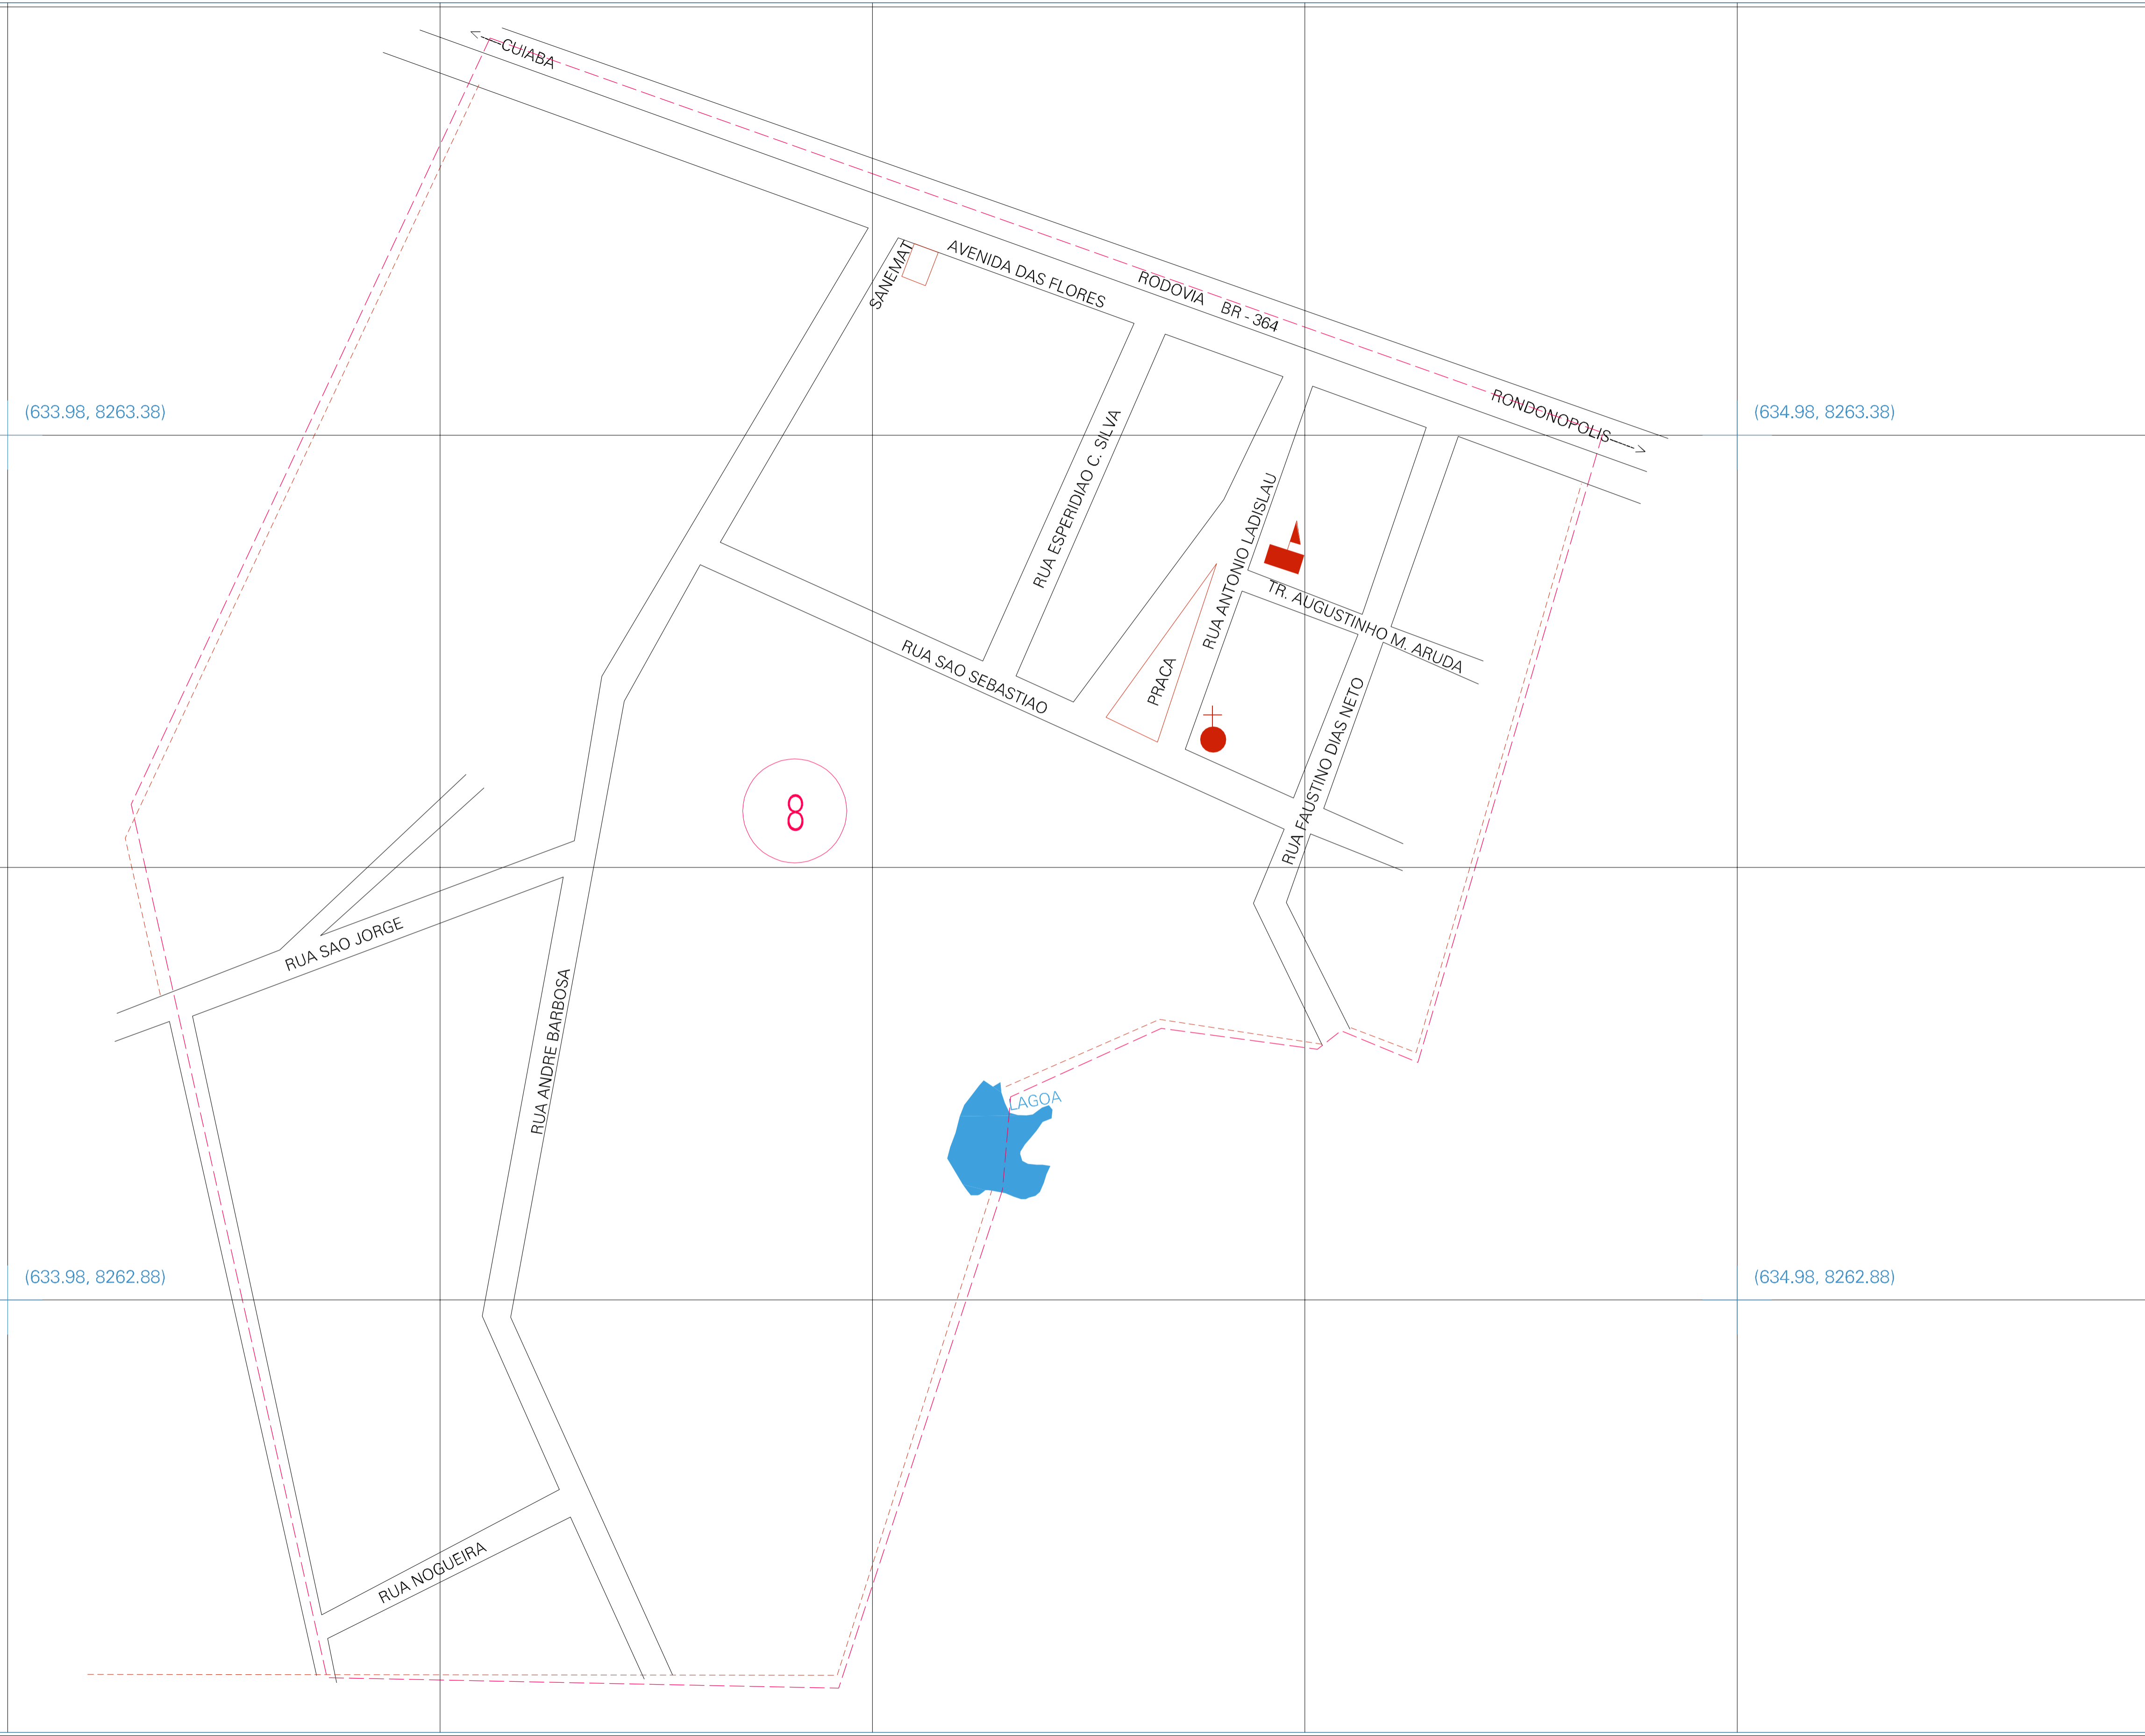 CUIABA
SANEMAT
AVENIDA DAS FLORES
RODOVIA BR - 364
RONDONOPOLIS
(633.98, 8263.38)
(634.98, 8263.38)
RUA ESPERIDIAO C. SILVA
RUA ANTONIO LADISLAU
TR. AUGUSTINHO M. ARUDA
RUA SAO SEBASTIAO
PRACA
RUA FAUSTINO DIAS NETO
8
RUA SAO JORGE
RUA ANDRE BARBOSA
LAGOA
(633.98, 8262.88)
(634.98, 8262.88)
RUA NOGUEIRA